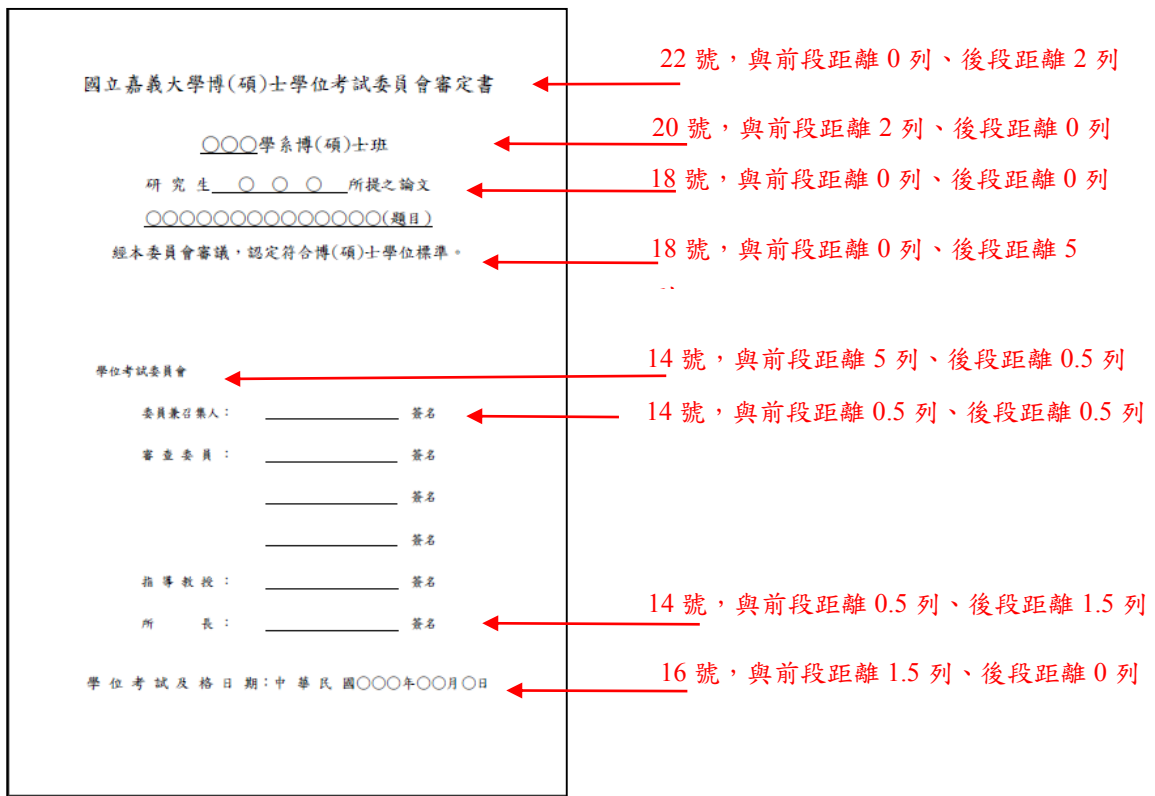 國立嘉義大學博(碩)士學位考試委員會審定書
22 號，與前段距離 0 列、後段距離 2 列
○○○學系博(碩)士班
20 號，與前段距離 2 列、後段距離 0 列
研 究 生 ○ ○ ○ 所提之論文
18 號，與前段距離 0 列、後段距離 0 列
○○○○○○○○○○○○○○(題目)
經本委員會審議，認定符合博(碩)士學位標準。
18 號，與前段距離 0 列、後段距離 5
學位考試委員會
14 號，與前段距離 5 列、後段距離 0.5 列
委員兼召集人： 簽名
14 號，與前段距離 0.5 列、後段距離 0.5 列
審 查 委 員 ： 簽名
簽名
簽名
指 導 教 授 ： 簽名
所 長 ： 簽名
14 號，與前段距離 0.5 列、後段距離 1.5 列
學 位 考 試 及 格 日 期：中 華 民 國○○○年○○月○日
16 號，與前段距離 1.5 列、後段距離 0 列